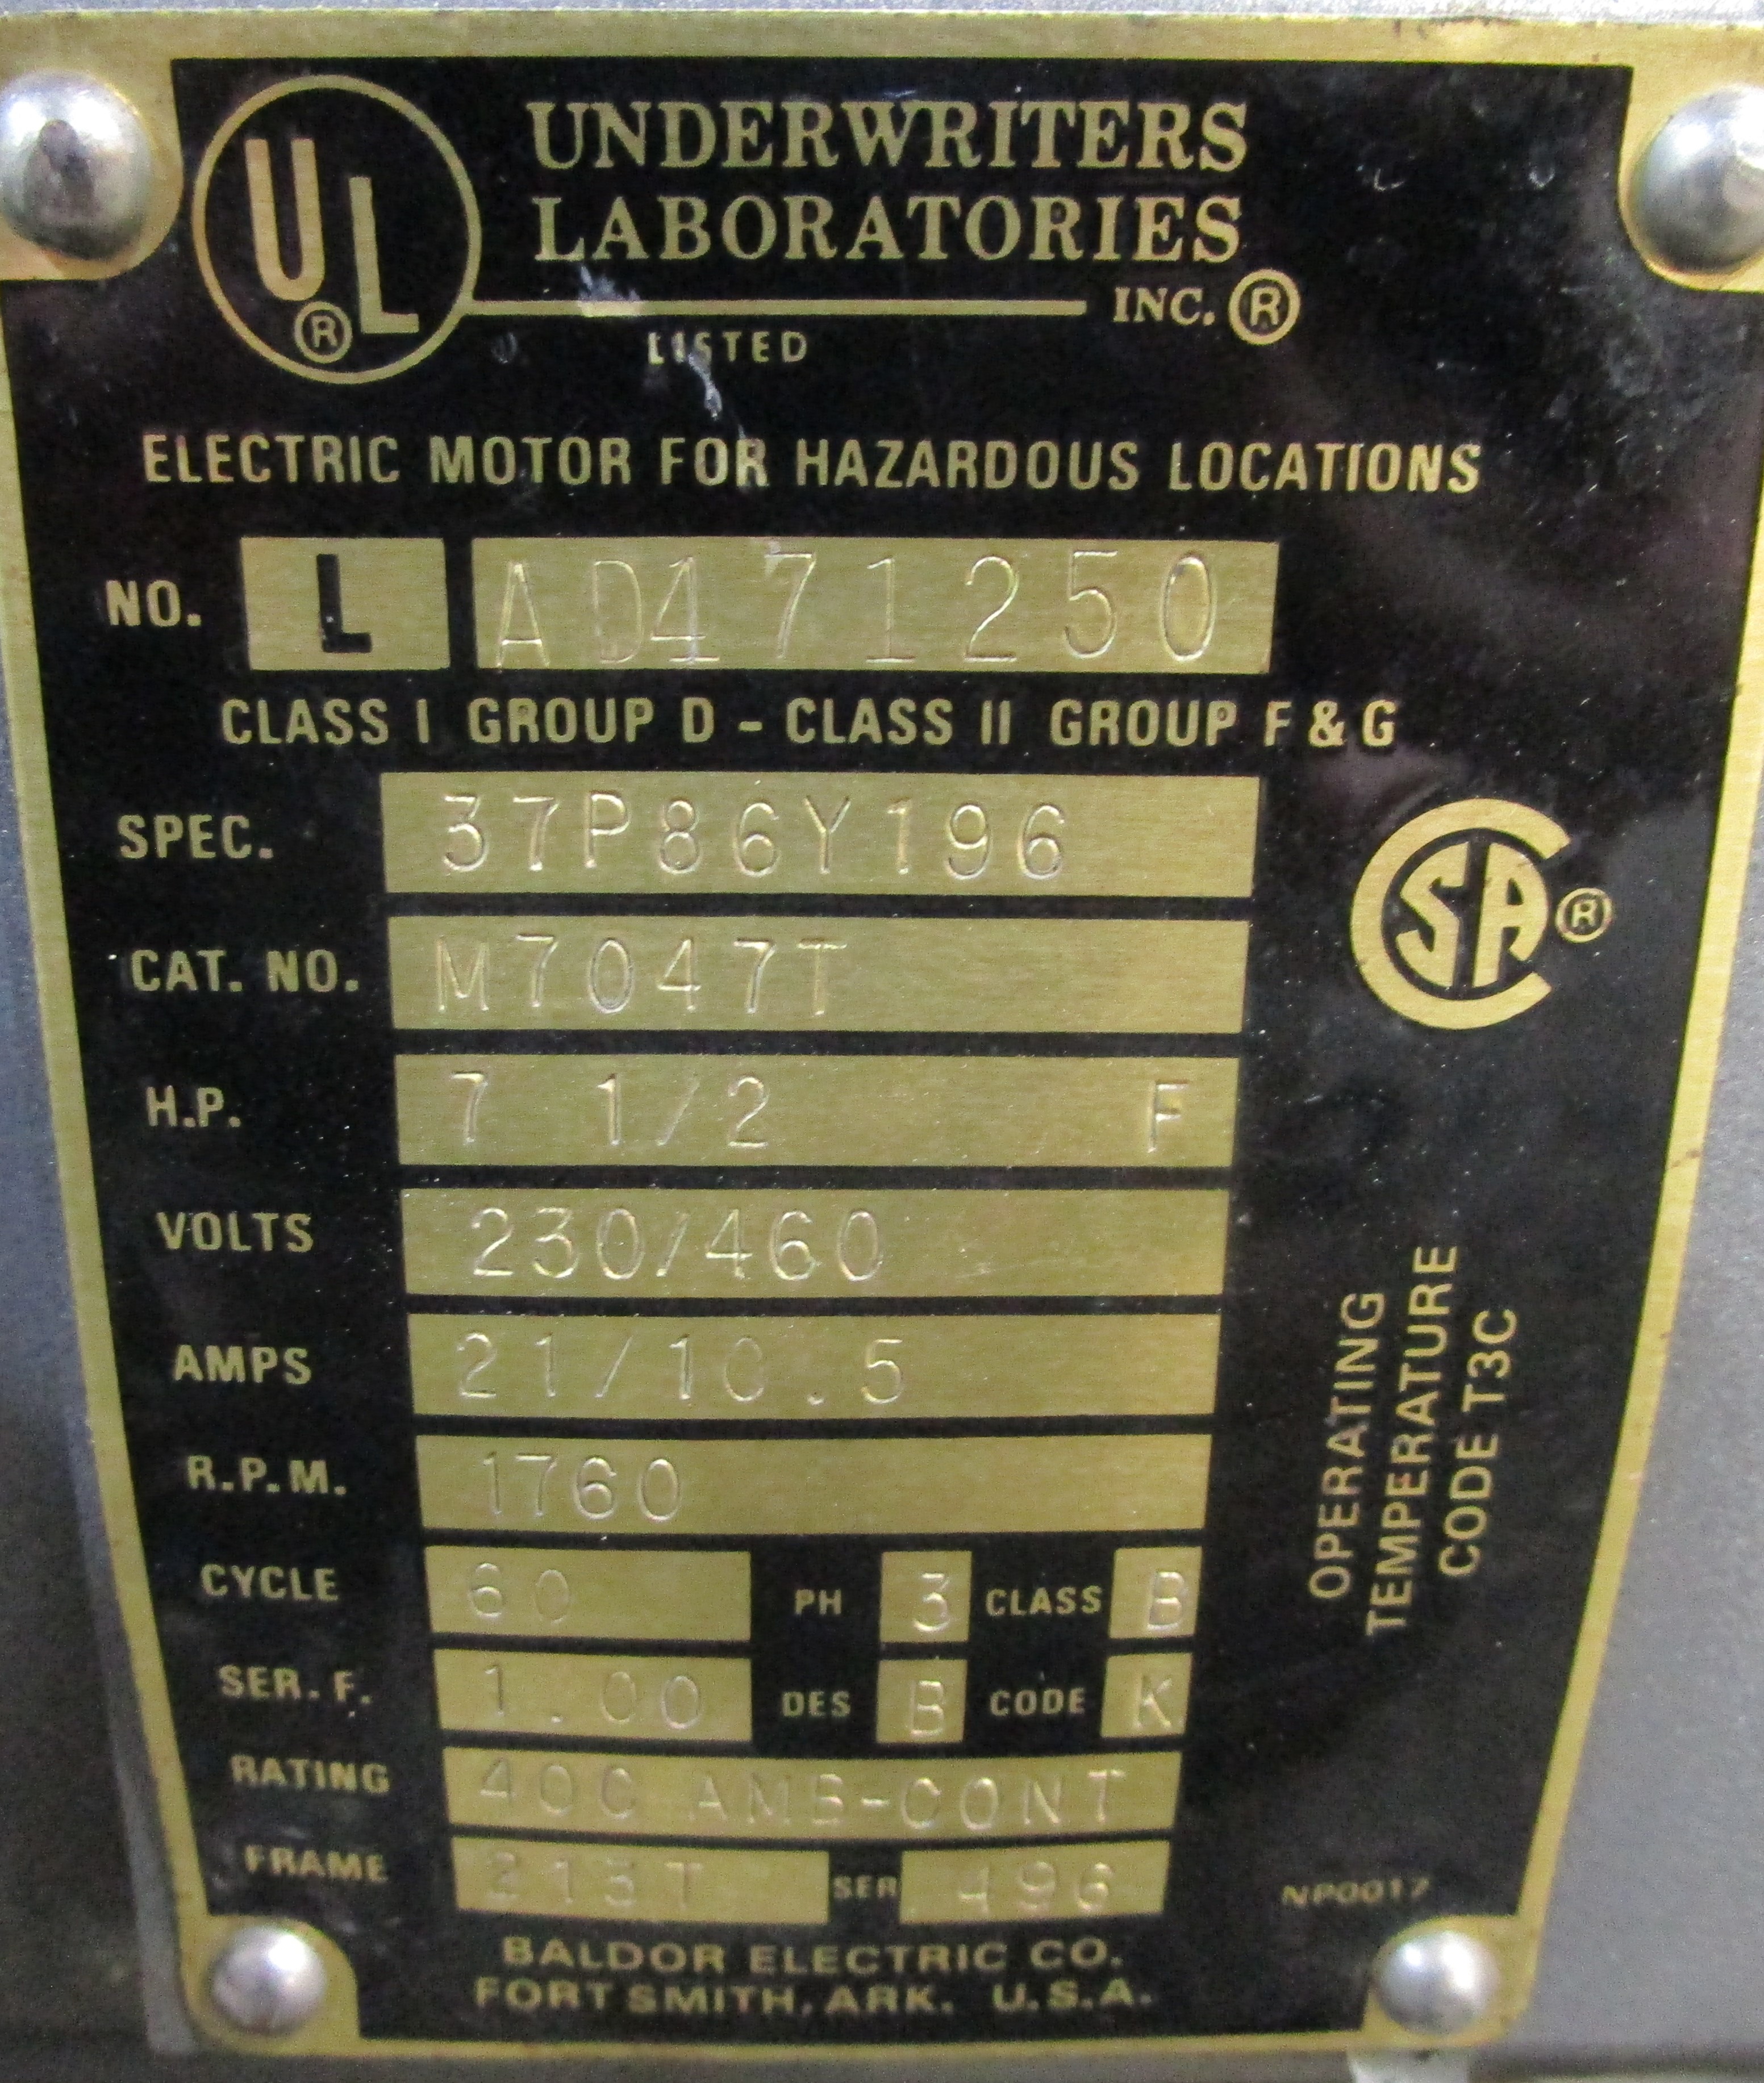 UL®
UNDERWRITERS
LABORATORIES
INC.®
LISTED
ELECTRIC MOTOR FOR HAZARDOUS LOCATIONS
NO. L AD471250
CLASS I GROUP D - CLASS II GROUP F & G
SPEC. 37P86Y196
CAT. NO. M7047T
CSA®
H.P. 7 1/2 F
VOLTS 230/460
AMPS 21/10.5
R.P.M. 1760
CYCLE 60 PH 3 CLASS B
SER. F. 1.00 DES B CODE K
RATING 40C AMB-CONT
FRAME 213T SER 496
OPERATING
TEMPERATURE
CODE T3C
NP0017
BALDOR ELECTRIC CO.
FORT SMITH, ARK. U.S.A.